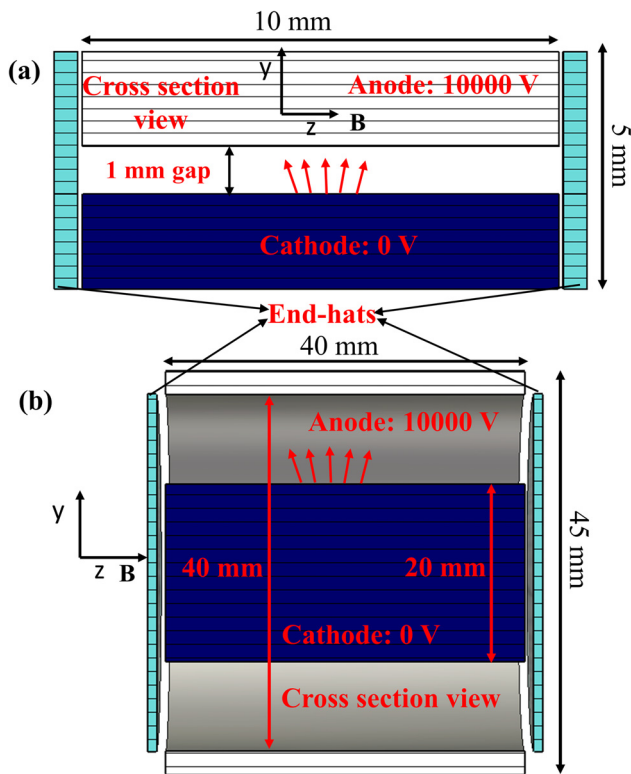 10 mm
(a)
y
Cross section
view
Anode: 10000 V
z
B
1 mm gap
5 mm
Cathode: 0 V
End-hats
40 mm
(b)
Anode: 10000 V
y
z
B
40 mm
20 mm
45 mm
Cathode: 0 V
Cross section view